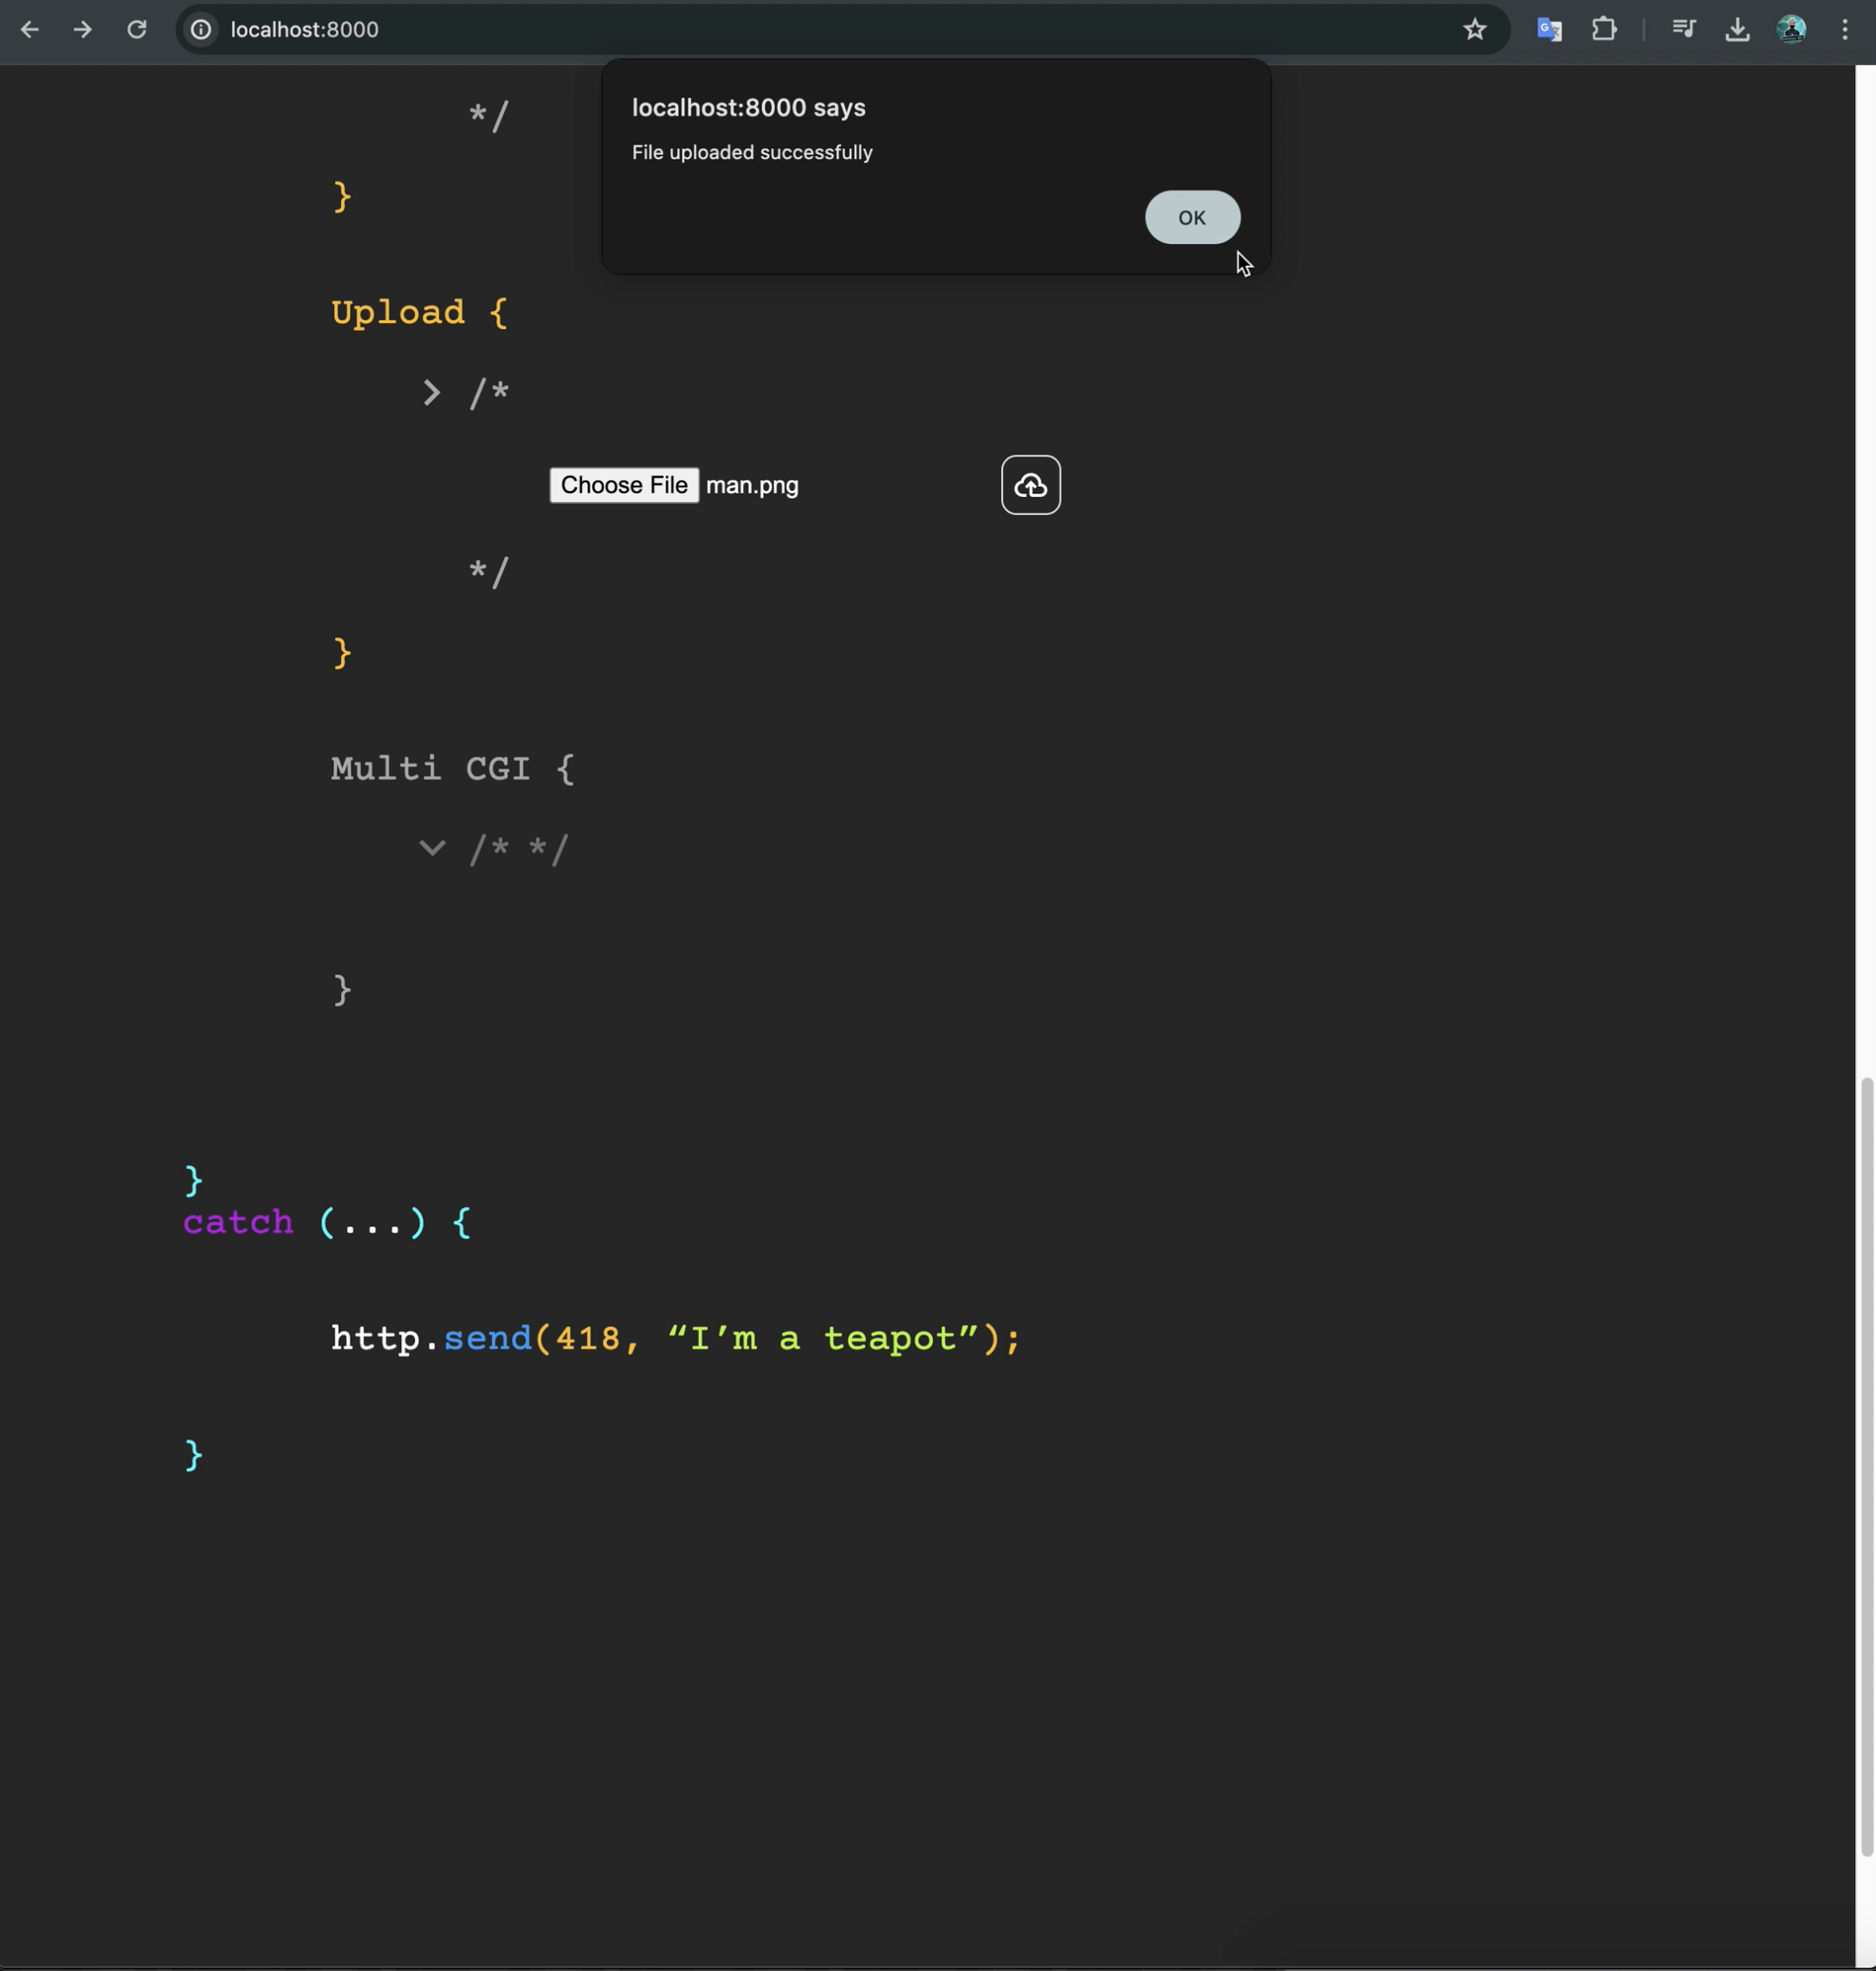 localhost:8000
localhost:8000 says
File uploaded successfully
OK
*/
}
Upload {
/*
Choose File man.png
*/
}
Multi CGI {
/* */
}
}
catch (...) {
http.send(418, “I’m a teapot”);
}